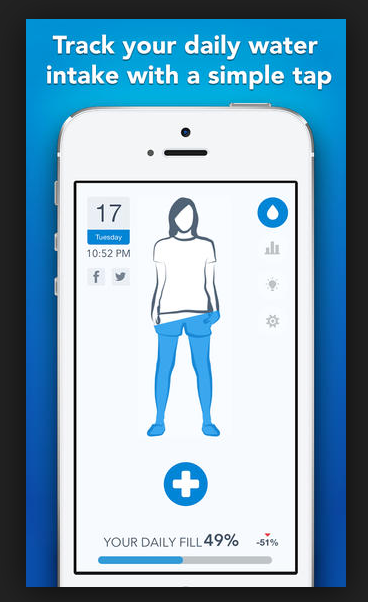 Track your daily water
intake with a simple tap
17
Tuesday
10:52 PM
f
YOUR DAILY FILL 49%
-51%